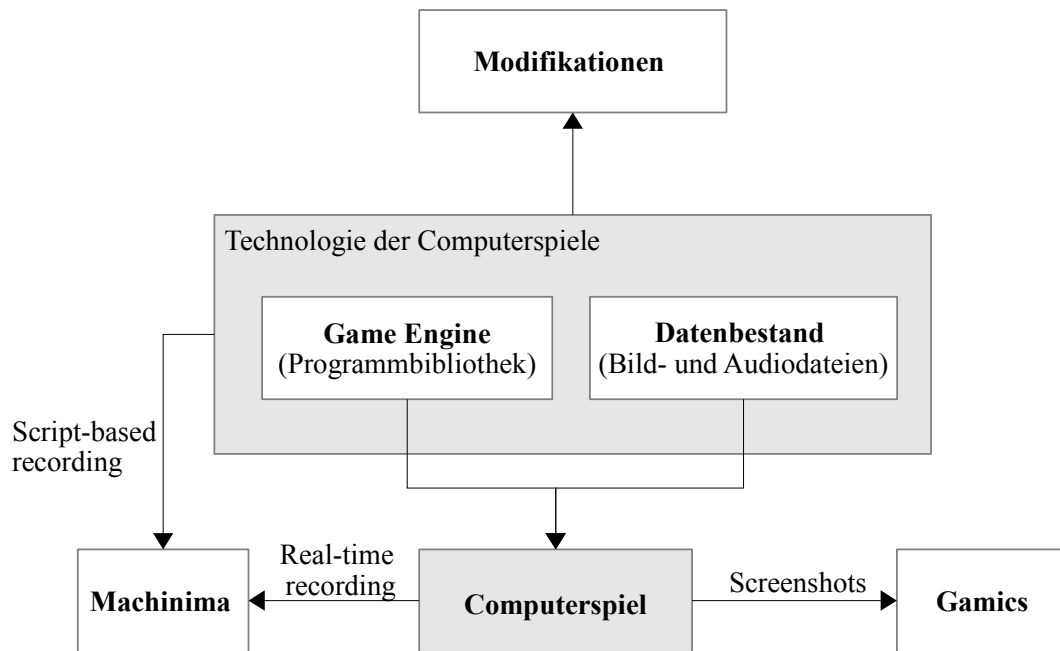 Modifikationen
Technologie der Computerspiele
Game Engine
(Programmbibliothek)
Datenbestand
(Bild- und Audiodateien)
Script-based
recording
Real-time
recording
Screenshots
Machinima
Computerspiel
Gamics